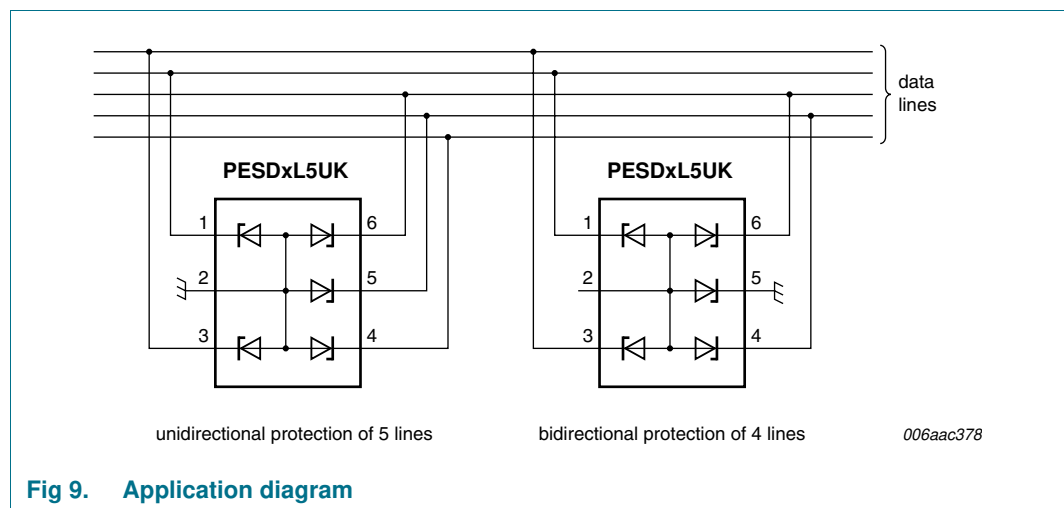 data
lines
PESDxL5UK
PESDxL5UK
1
6
1
6
2
5
2
5
3
4
3
4
unidirectional protection of 5 lines
bidirectional protection of 4 lines
006aac378
Fig 9. Application diagram